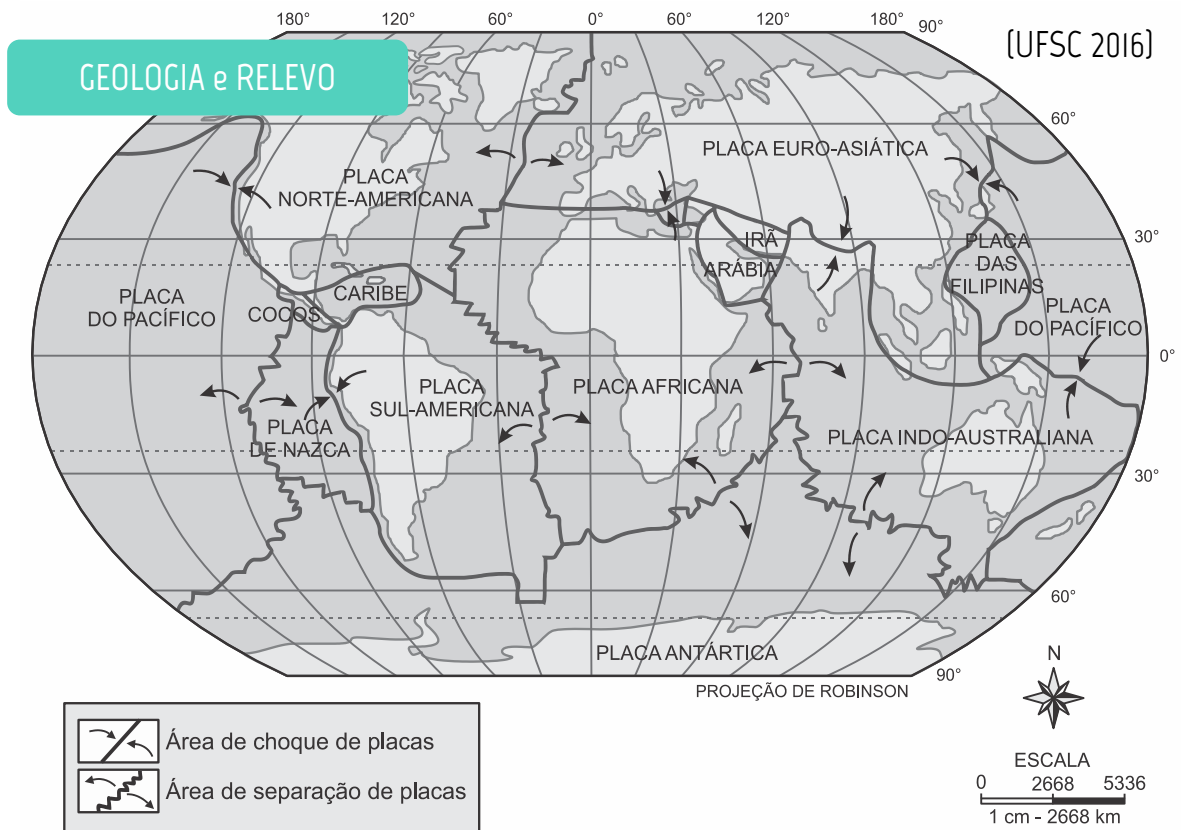 180° 120° 60° 0° 60° 120° 180° 90°
(UFSC 2016)
GEOLOGIA e RELEVO
60°
PLACA EURO-ASIÁTICA
PLACA
NORTE-AMERICANA
30°
IRÃ
ARÁBIA
PLACA
DAS
FILIPINAS
PLACA
DO PACÍFICO
COCOS
CARIBE
PLACA
DO PACÍFICO
0°
PLACA
SUL-AMERICANA
PLACA AFRICANA
PLACA
DE NAZCA
PLACA INDO-AUSTRALIANA
30°
60°
PLACA ANTÁRTICA
90°
PROJEÇÃO DE ROBINSON
N
Área de choque de placas
Área de separação de placas
ESCALA
0 2668 5336
1 cm - 2668 km